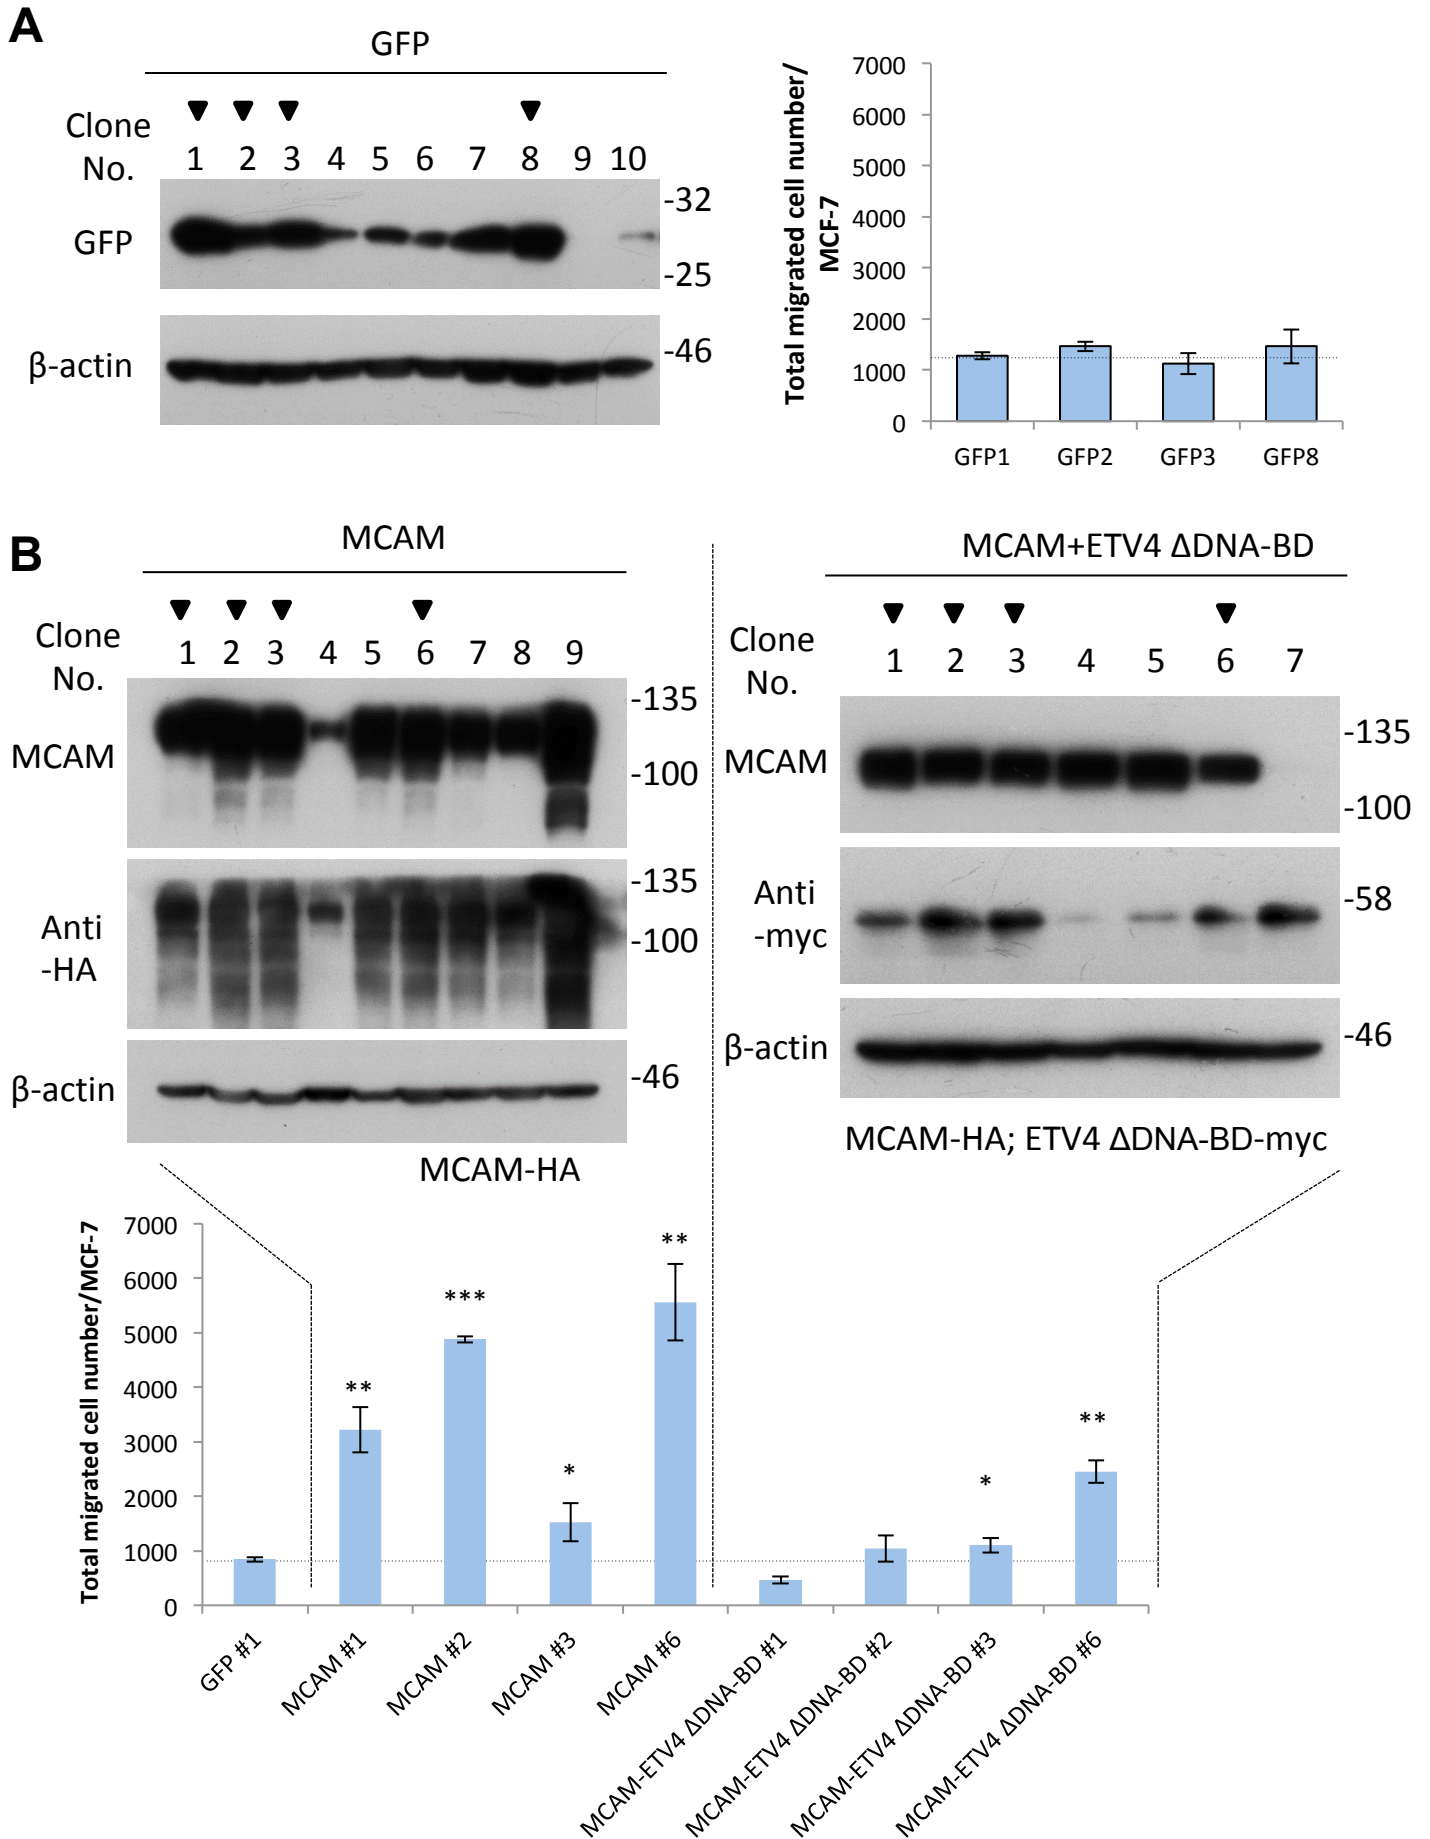 A
GFP
Clone
No.
1 2 3 4 5 6 7 8 9 10
GFP
-32
-25
β-actin
-46
Total migrated cell number/
MCF-7
7000
6000
5000
4000
3000
2000
1000
0
GFP1 GFP2 GFP3 GFP8
B
MCAM
Clone
No.
1 2 3 4 5 6 7 8 9
MCAM
-135
-100
Anti
-HA
-135
-100
β-actin
-46
MCAM-HA
MCAM+ETV4 ΔDNA-BD
Clone
No.
1 2 3 4 5 6 7
MCAM
-135
-100
Anti
-myc
-58
β-actin
-46
MCAM-HA; ETV4 ΔDNA-BD-myc
Total migrated cell number/MCF-7
7000
6000
5000
4000
3000
2000
1000
0
**
***
*
**
*
**
GFP #1
MCAM #1
MCAM #2
MCAM #3
MCAM #6
MCAM-ETV4 ΔDNA-BD #1
MCAM-ETV4 ΔDNA-BD #2
MCAM-ETV4 ΔDNA-BD #3
MCAM-ETV4 ΔDNA-BD #6